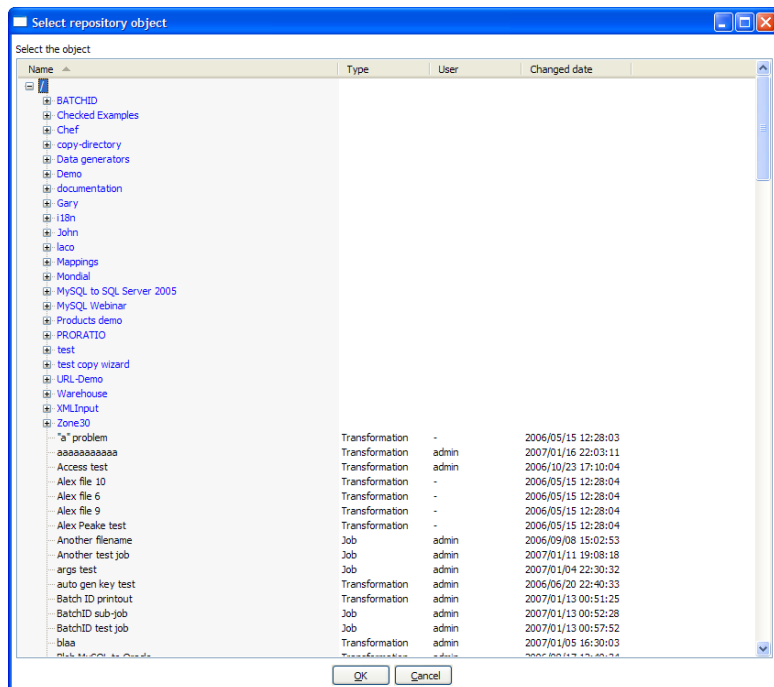 Select repository object
Select the object
Name Type User Changed date
/
BATCHID
Checked Examples
Chef
copy-directory
Data generators
Demo
documentation
Gary
i18n
John
laco
Mappings
Mondial
MySQL to SQL Server 2005
MySQL Webinar
Products demo
PRORATIO
test
test copy wizard
URL-Demo
Warehouse
XMLInput
Zone30
"a" problem Transformation - 2006/05/15 12:28:03
aaaaaaaaaaa Transformation admin 2007/01/16 22:03:11
Access test Transformation admin 2006/10/23 17:10:04
Alex file 10 Transformation - 2006/05/15 12:28:04
Alex file 6 Transformation - 2006/05/15 12:28:04
Alex file 9 Transformation - 2006/05/15 12:28:04
Alex Peake test Transformation - 2006/05/15 12:28:04
Another filename Job admin 2006/09/08 15:02:53
Another test job Job admin 2007/01/11 19:08:18
args test Job admin 2007/01/04 22:30:32
auto gen key test Transformation admin 2006/06/20 22:40:33
Batch ID printout Transformation admin 2007/01/13 00:51:25
BatchID sub-job Job admin 2007/01/13 00:52:28
BatchID test job Job admin 2007/01/13 00:57:52
blaa Transformation admin 2007/01/05 16:30:03
OK Cancel